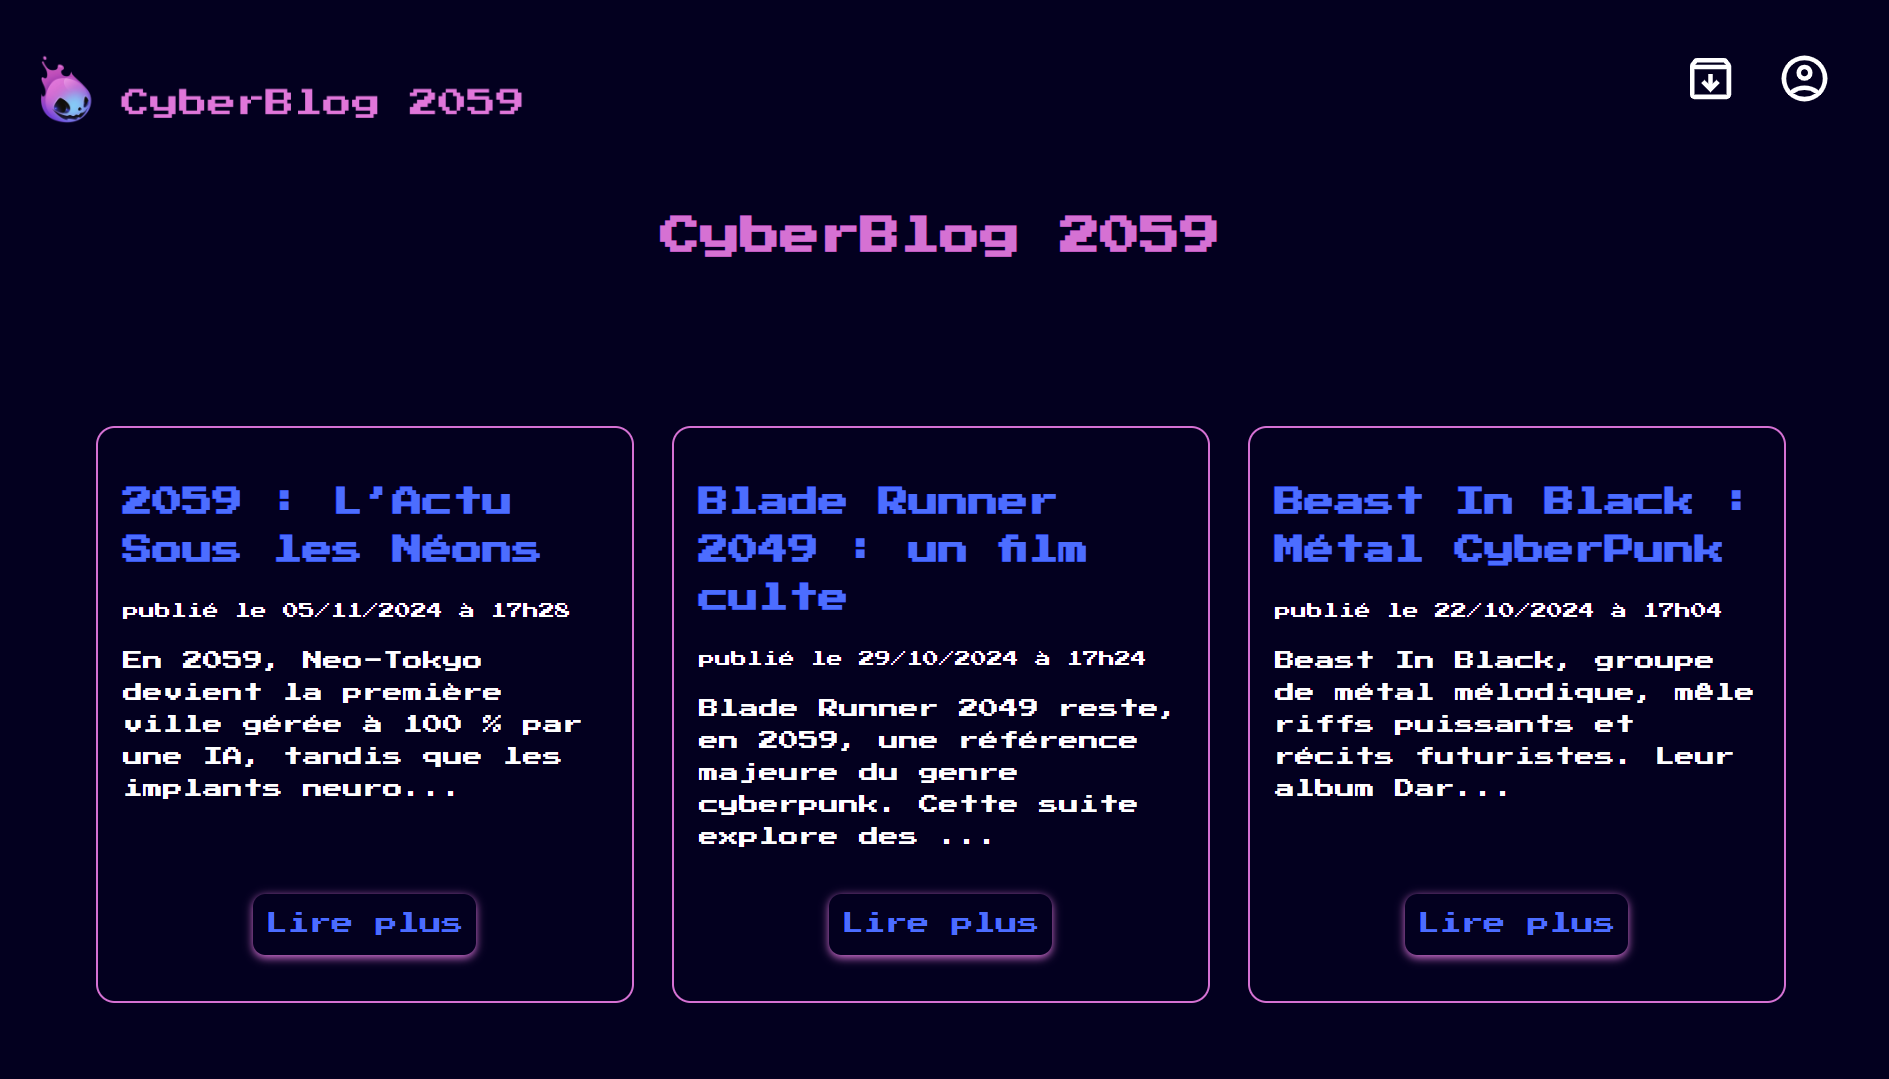 CyberBlog 2059
CyberBlog 2059
2059 : L'Actu
Sous les Néons
publié le 05/11/2024 à 17h28
En 2059, Neo-Tokyo
devient la première
ville gérée à 100 % par
une IA, tandis que les
implants neuro...
Lire plus
Blade Runner
2049 : un film
culte
publié le 29/10/2024 à 17h24
Blade Runner 2049 reste,
en 2059, une référence
majeure du genre
cyberpunk. Cette suite
explore des ...
Lire plus
Beast In Black :
Métal CyberPunk
publié le 22/10/2024 à 17h04
Beast In Black, groupe
de métal mélodique, mêle
riffs puissants et
récits futuristes. Leur
album Dar...
Lire plus